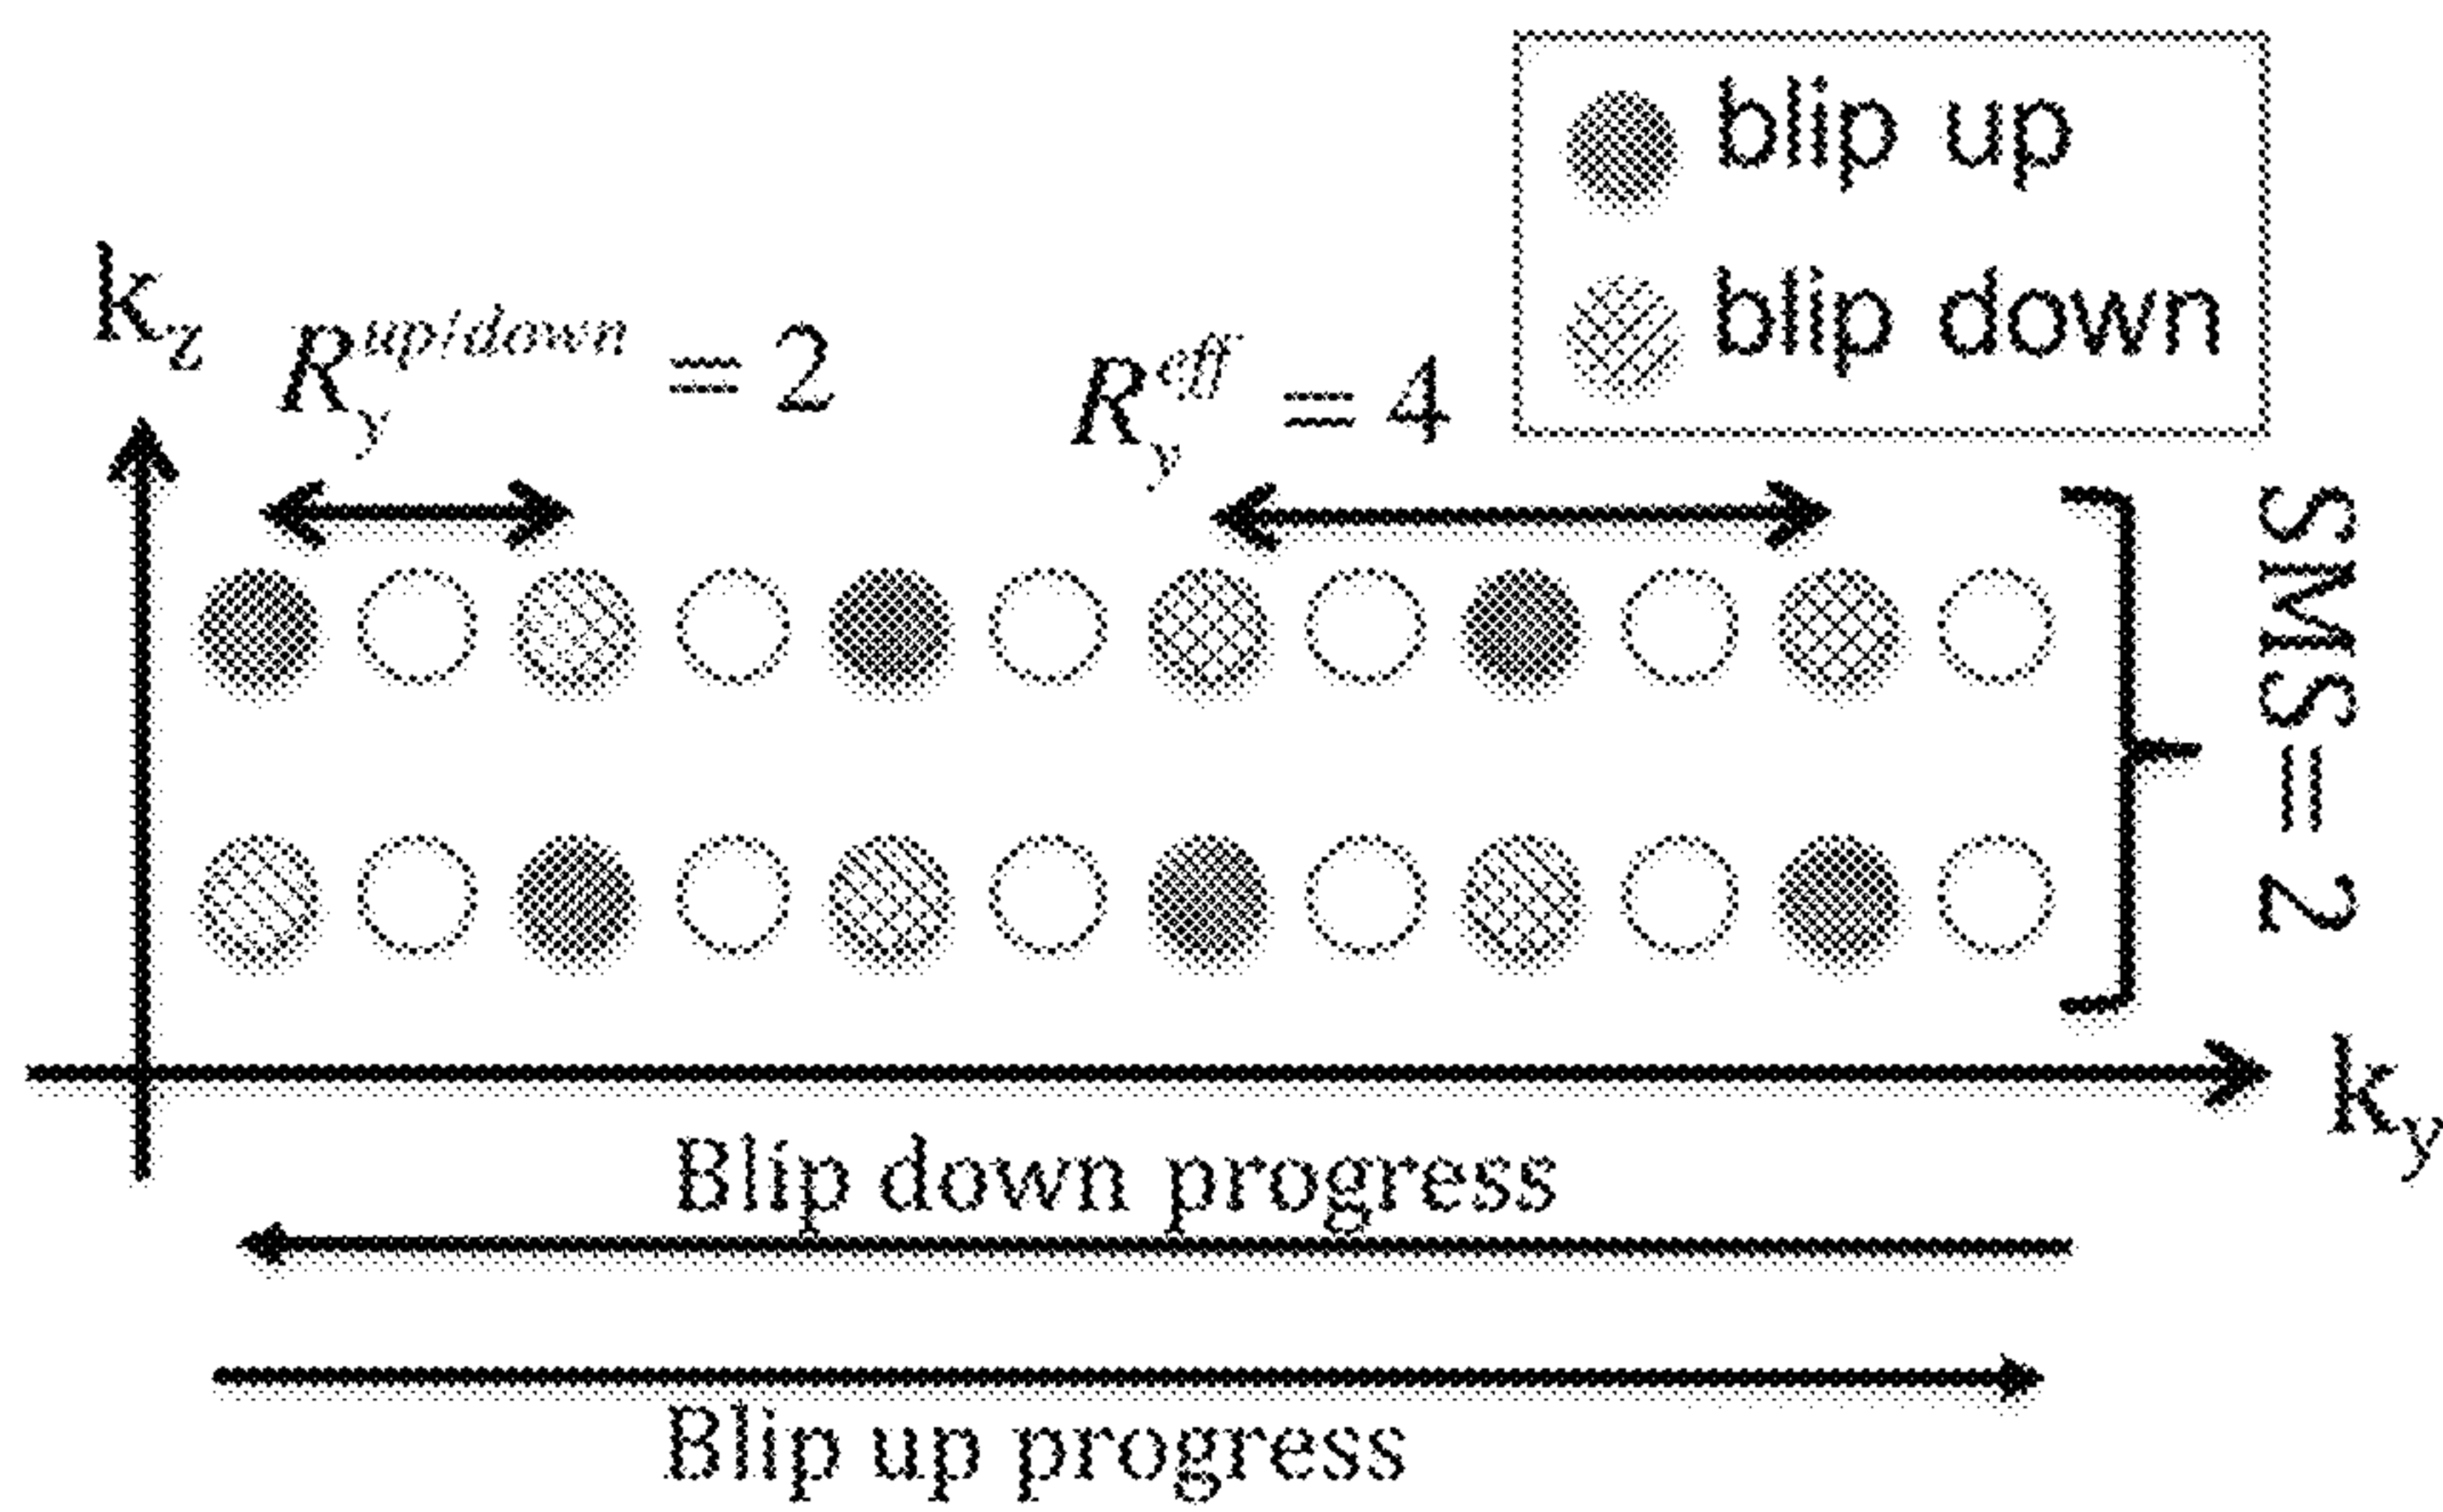 blip up
blip down
k_z
R_y^{up/down} = 2
R_y^{eff} = 4
SMS= 2
k_y
Blip down progress
Blip up progress